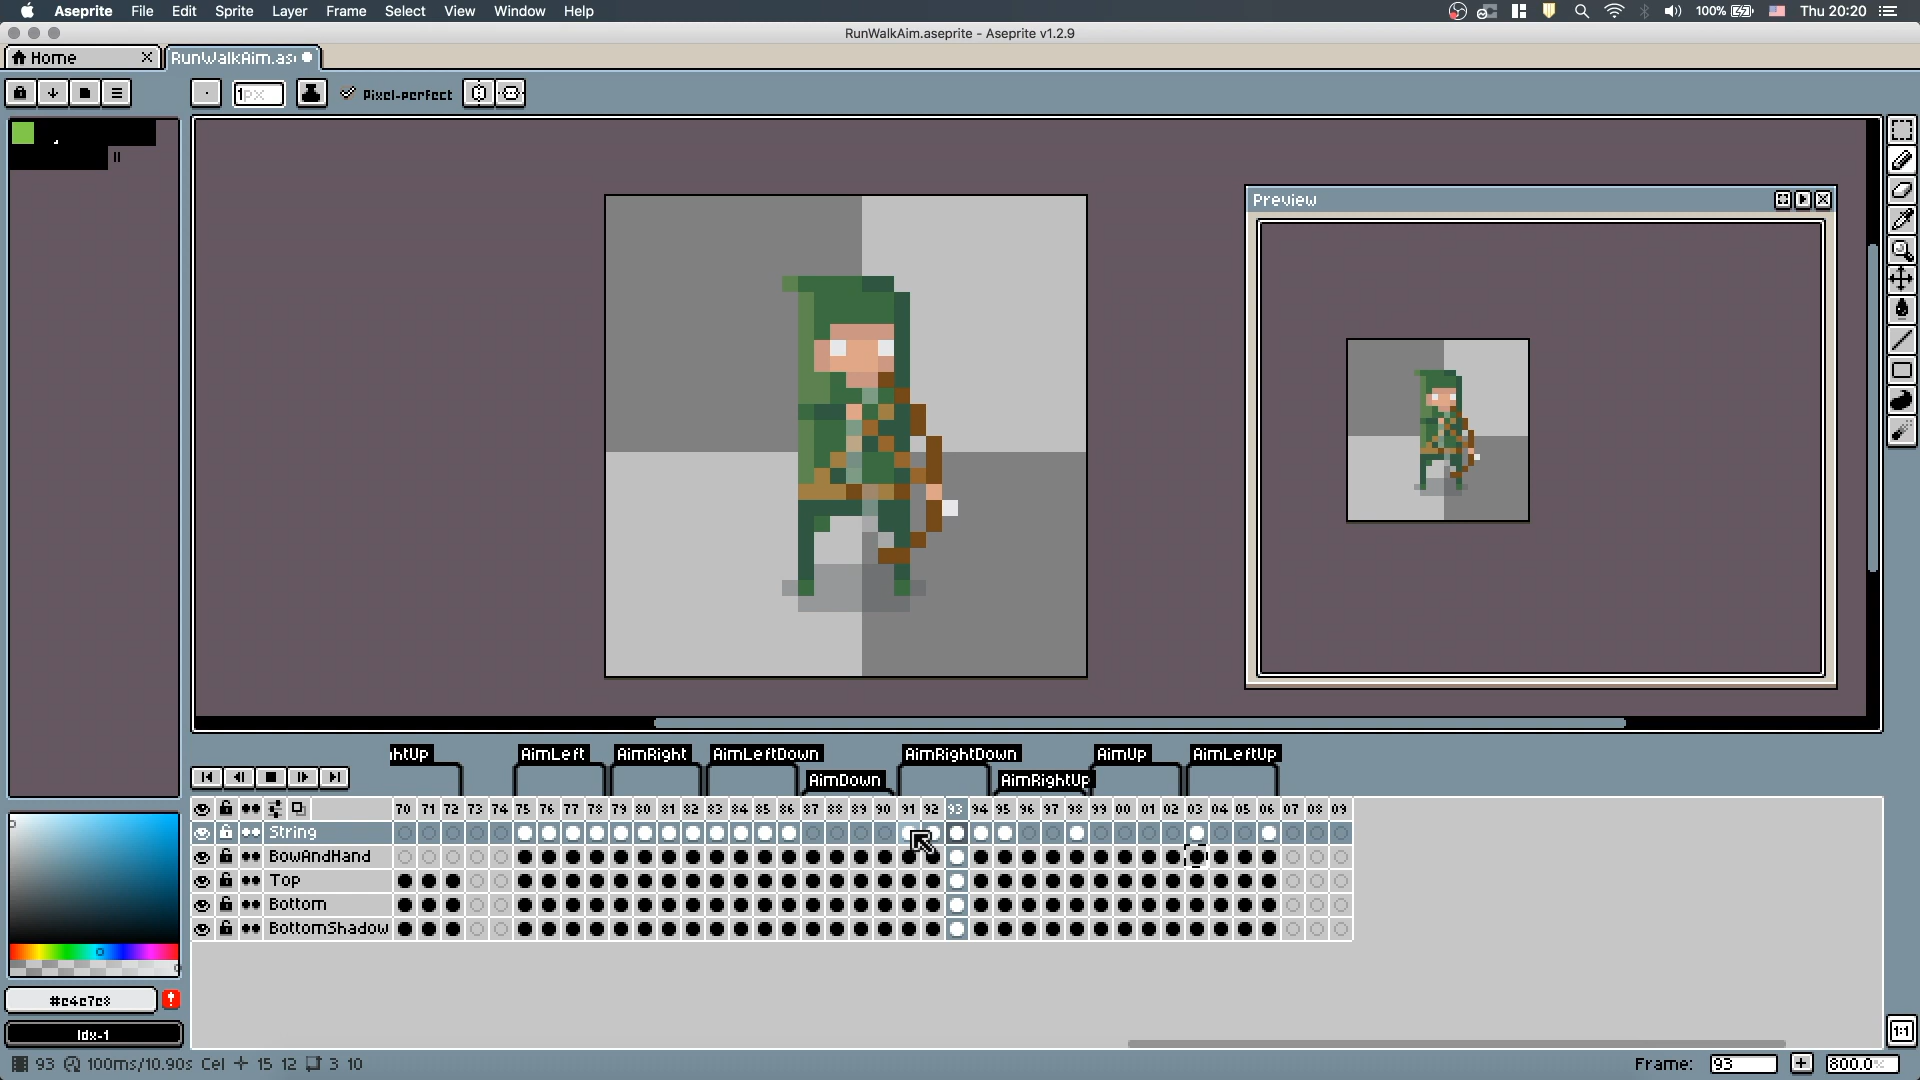 Aseprite File Edit Sprite Layer Frame Select View Window Help 100% Thu 20:20
RunWalkAim.aseprite - Aseprite v1.2.9
Home RunWalkAim.as
1px Pixel-perfect
Preview
htUp AimLeft AimRight AimLeftDown AimRightDown AimUp AimLeftUp
AimDown AimRightUp
70 71 72 73 74 75 76 77 78 79 80 81 82 83 84 85 86 87 88 89 90 91 92 93 94 95 96 97 98 99 00 01 02 03 04 05 06 07 08 09
String
BowAndHand
Top
Bottom
BottomShadow
#e4e7e8
Idx-1
93 100ms/10.90s Cel 15 12 3 10 Frame: 93 800.0
1:1